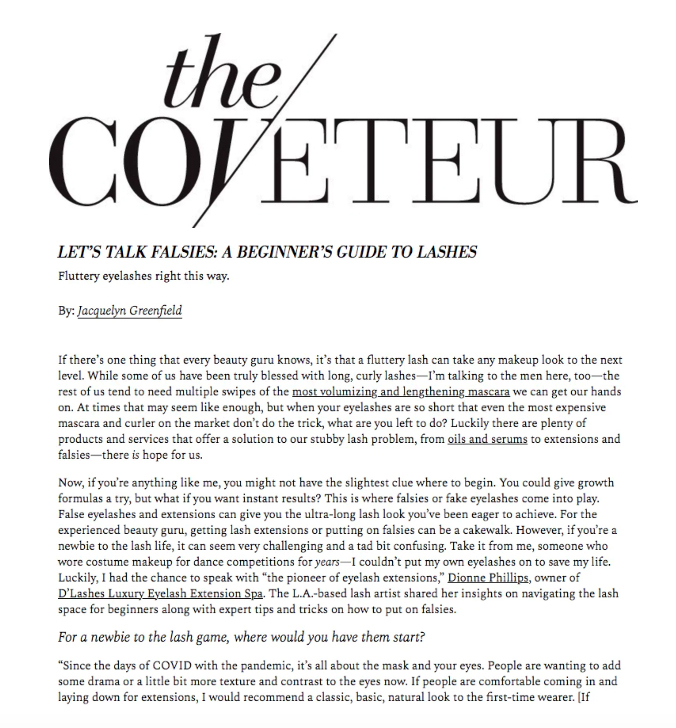 the
COVETEUR
LET'S TALK FALSIES: A BEGINNER'S GUIDE TO LASHES
Fluttery eyelashes right this way.
By: Jacquelyn Greenfield
If there's one thing that every beauty guru knows, it's that a fluttery lash can take any makeup look to the next
level. While some of us have been truly blessed with long, curly lashes—I'm talking to the men here, too—the
rest of us tend to need multiple swipes of the most volumizing and lengthening mascara we can get our hands
on. At times that may seem like enough, but when your eyelashes are so short that even the most expensive
mascara and curler on the market don't do the trick, what are you left to do? Luckily there are plenty of
products and services that offer a solution to our stubby lash problem, from oils and serums to extensions and
falsies—there is hope for us.
Now, if you're anything like me, you might not have the slightest clue where to begin. You could give growth
formulas a try, but what if you want instant results? This is where falsies or fake eyelashes come into play.
False eyelashes and extensions can give you the ultra-long lash look you've been eager to achieve. For the
experienced beauty guru, getting lash extensions or putting on falsies can be a cakewalk. However, if you're a
newbie to the lash life, it can seem very challenging and a tad bit confusing. Take it from me, someone who
wore costume makeup for dance competitions for years—I couldn't put my own eyelashes on to save my life.
Luckily, I had the chance to speak with "the pioneer of eyelash extensions," Dionne Phillips, owner of
D'Lashes Luxury Eyelash Extension Spa. The L.A.-based lash artist shared her insights on navigating the lash
space for beginners along with expert tips and tricks on how to put on falsies.
For a newbie to the lash game, where would you have them start?
"Since the days of COVID with the pandemic, it's all about the mask and your eyes. People are wanting to add
some drama or a little bit more texture and contrast to the eyes now. If people are comfortable coming in and
laying down for extensions, I would recommend a classic, basic, natural look to the first-time wearer. [If